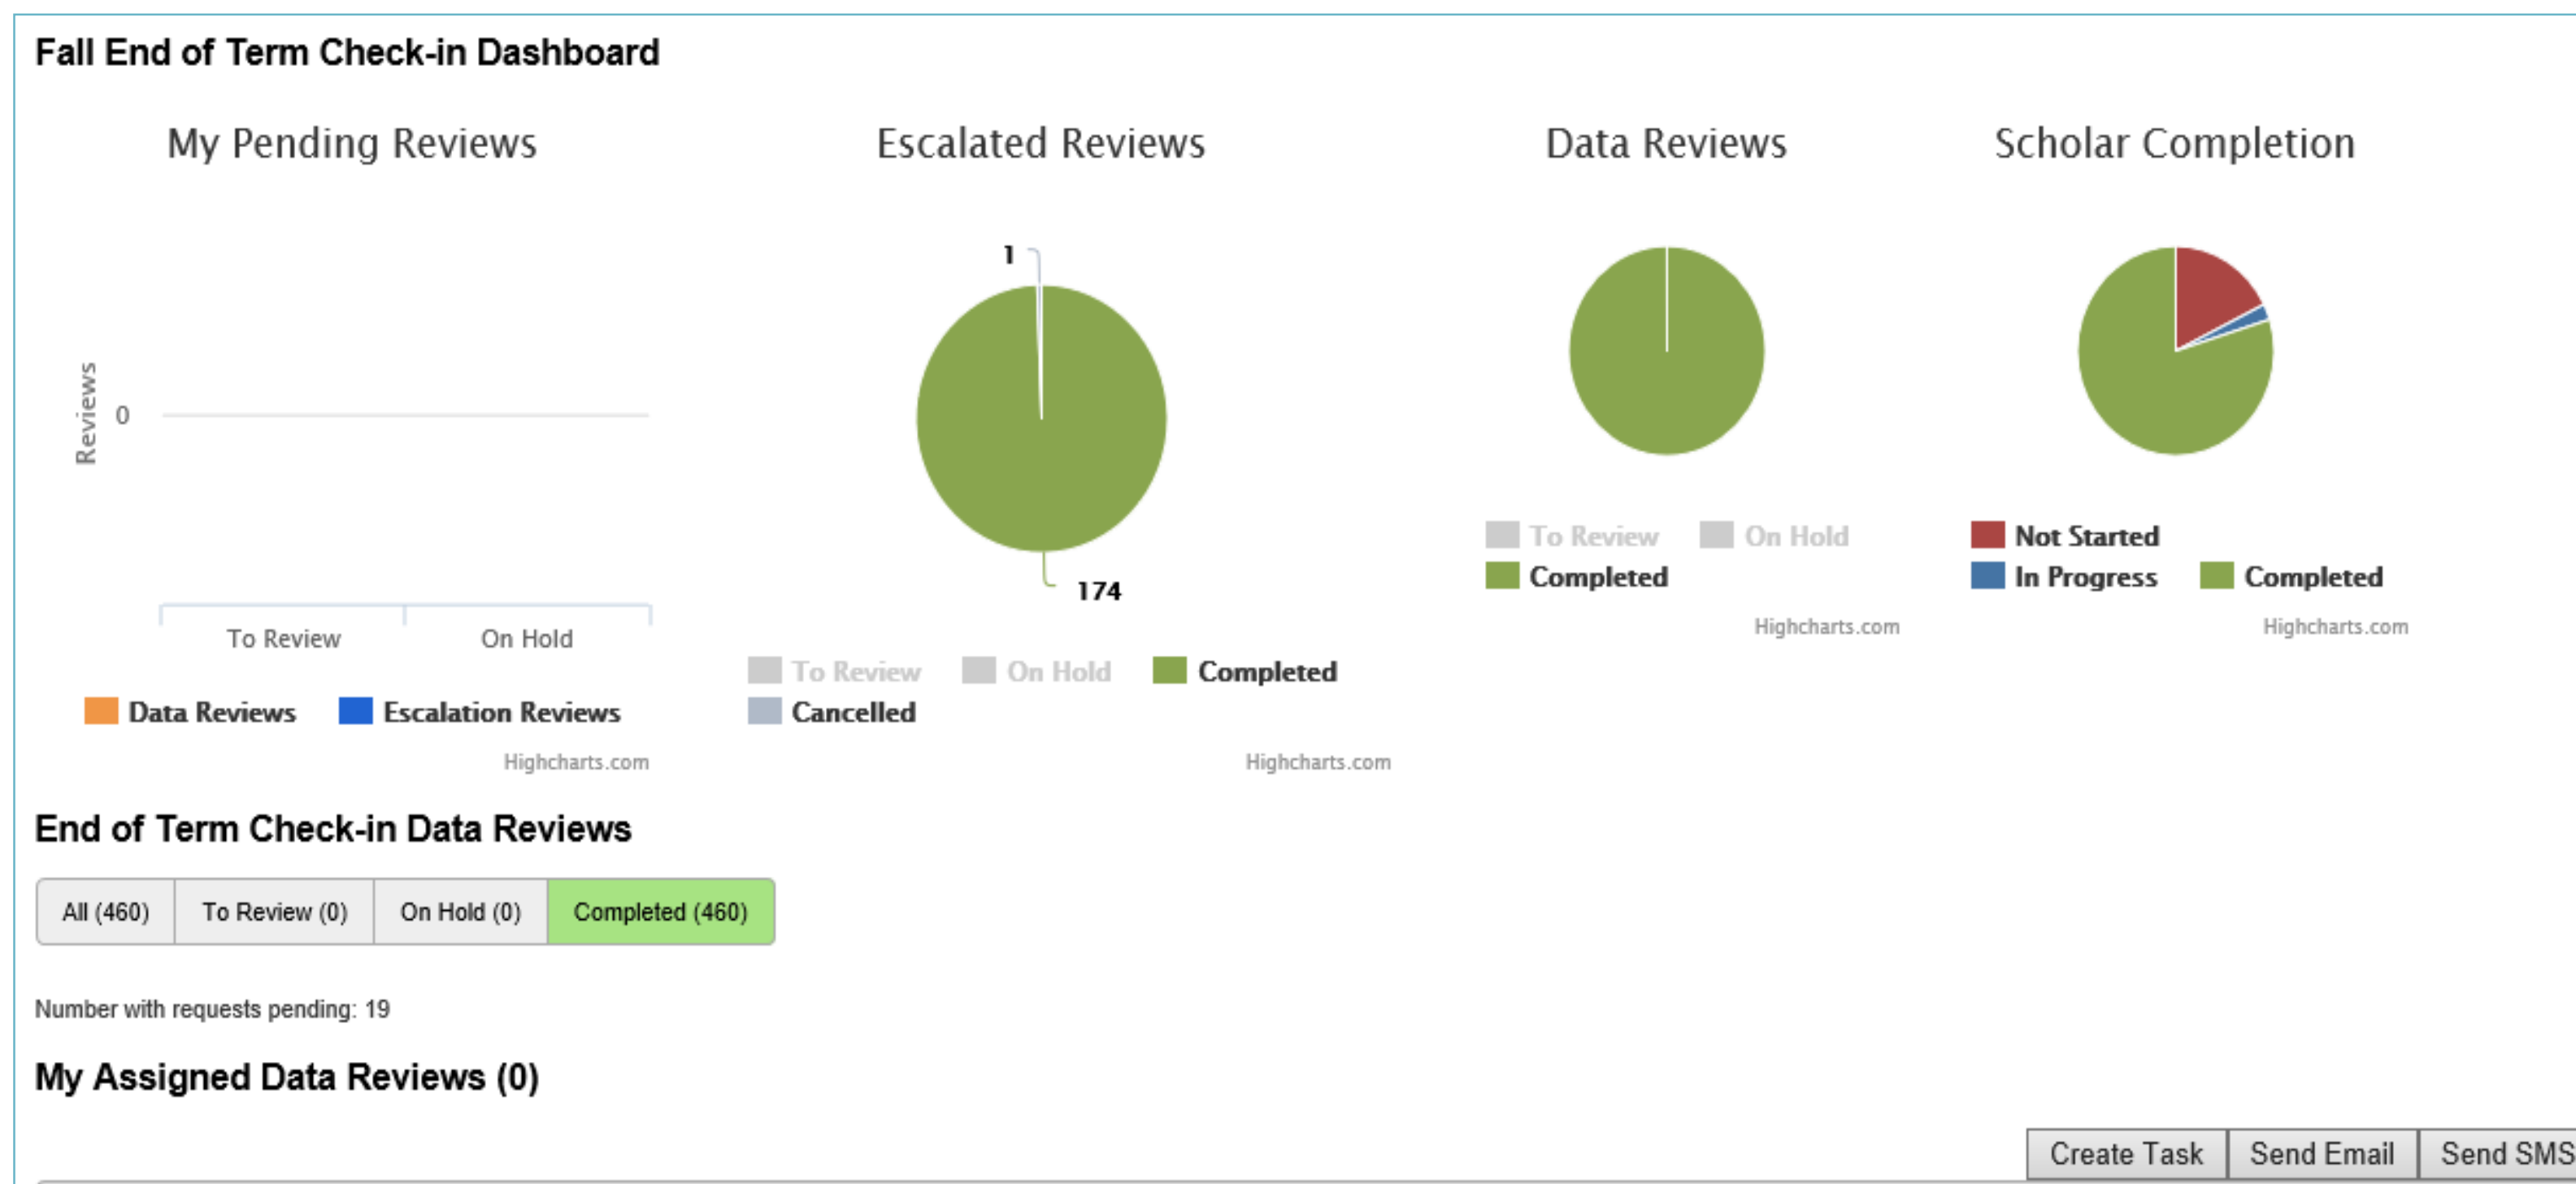 Fall End of Term Check-in Dashboard
My Pending Reviews
Reviews
0
To Review
On Hold
Data Reviews
Escalation Reviews
Highcharts.com
Escalated Reviews
1
174
To Review
On Hold
Completed
Cancelled
Highcharts.com
Data Reviews
To Review
On Hold
Completed
Highcharts.com
Scholar Completion
Not Started
In Progress
Completed
Highcharts.com
End of Term Check-in Data Reviews
All (460)
To Review (0)
On Hold (0)
Completed (460)
Number with requests pending: 19
My Assigned Data Reviews (0)
Create Task
Send Email
Send SMS